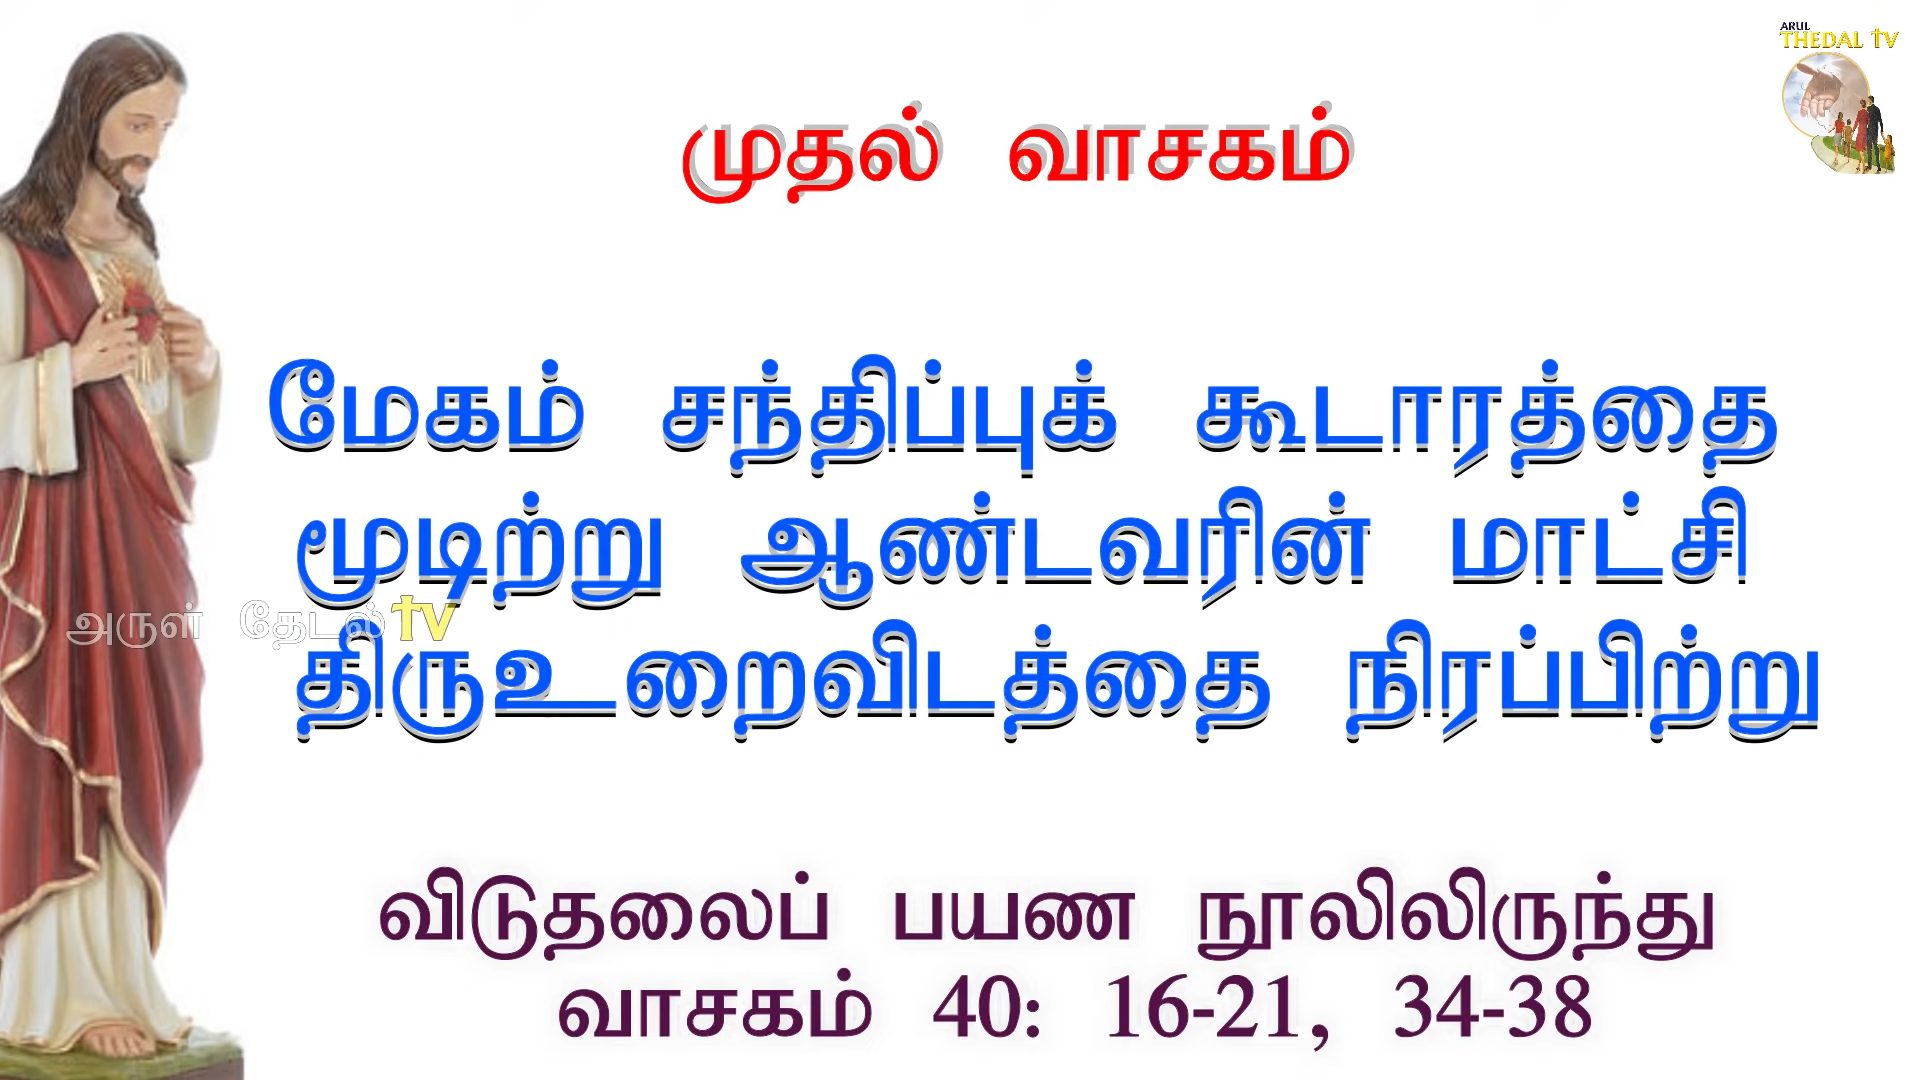 ARUL
THEDAL TV
முதல் வாசகம்
மேகம் சந்திப்புக் கூடாரத்தை
மூடிற்று ஆண்டவரின் மாட்சி
திருஉறைவிடத்தை நிரப்பிற்று
அருள் தேடல் TV
விடுதலைப் பயண நூலிலிருந்து
வாசகம் 40: 16-21, 34-38